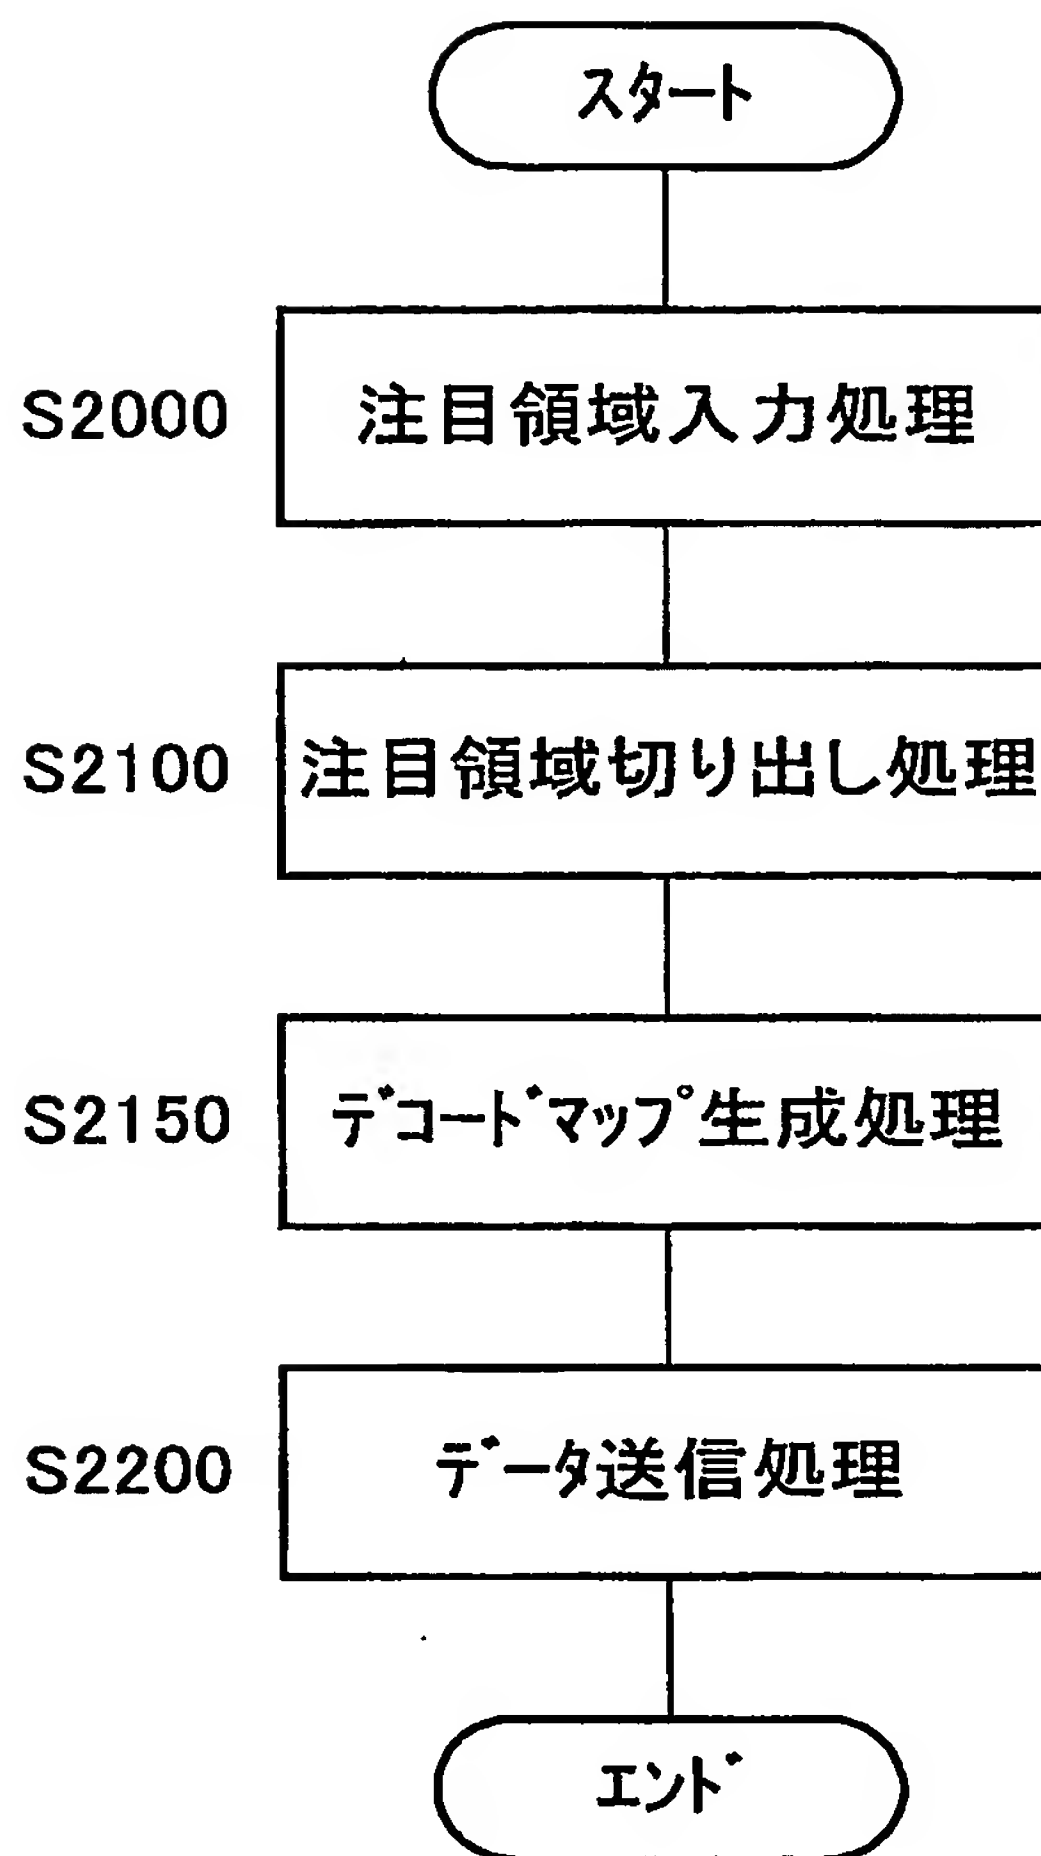 スタート
S2000 注目領域入力処理
S2100 注目領域切り出し処理
S2150 デコードマップ生成処理
S2200 データ送信処理
エンド